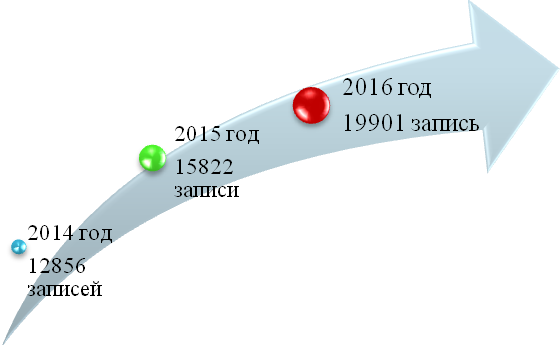 2016 год
19901 запись
2015 год
15822
записи
2014 год
12856
записей